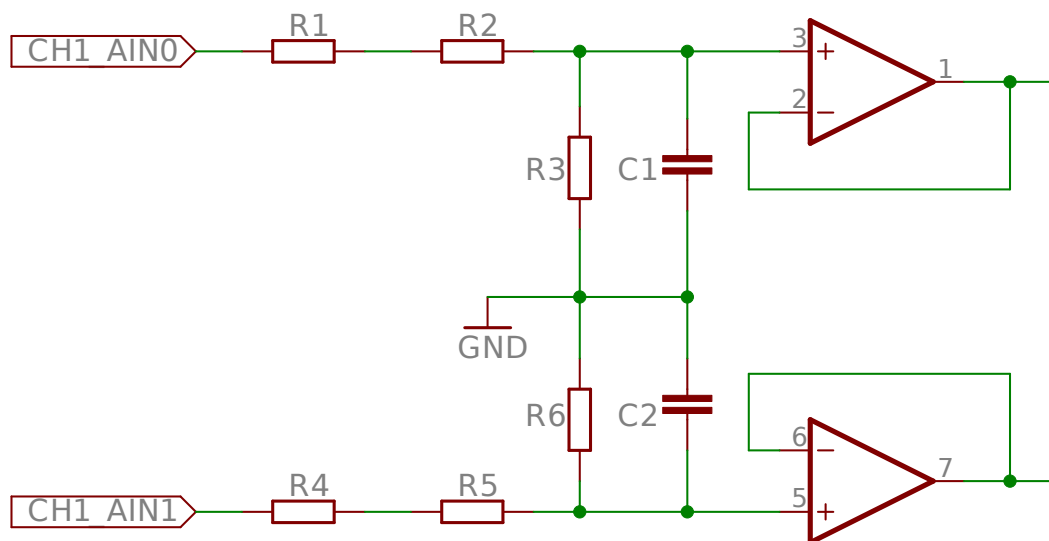 R1
R2
CH1_AIN0
3
+
1
2
−
R3
C1
GND
R6
C2
6
−
7
R4
R5
CH1_AIN1
5
+